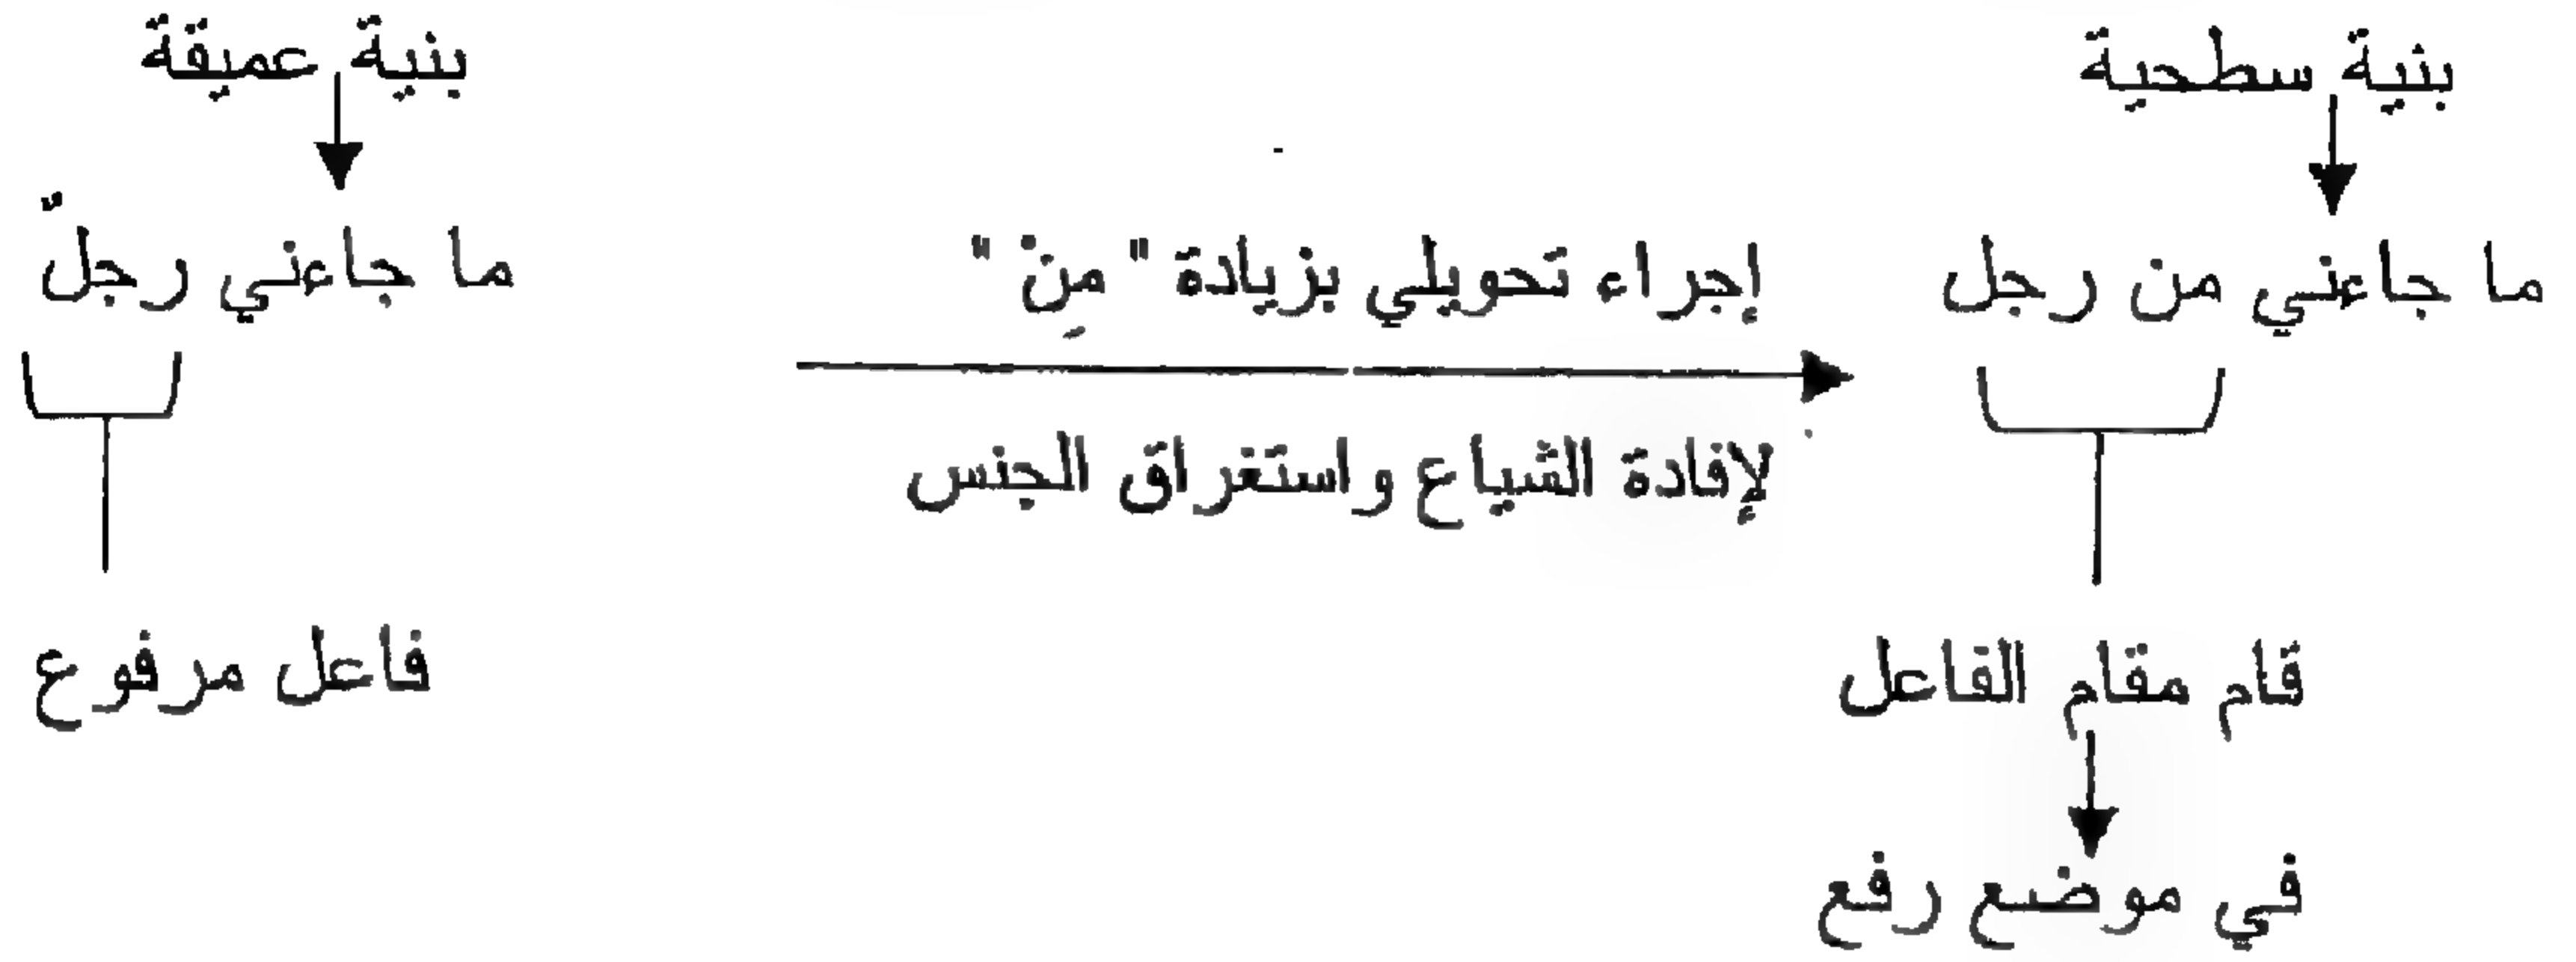 بنية سطحية
بنية عميقة
ما جاءني من رجل
إجراء تحويلي بزيادة " مِنْ "
ما جاءني رجلٌ
لإفادة الشياع واستغراق الجنس
قام مقام الفاعل
فاعل مرفوع
في موضع رفع